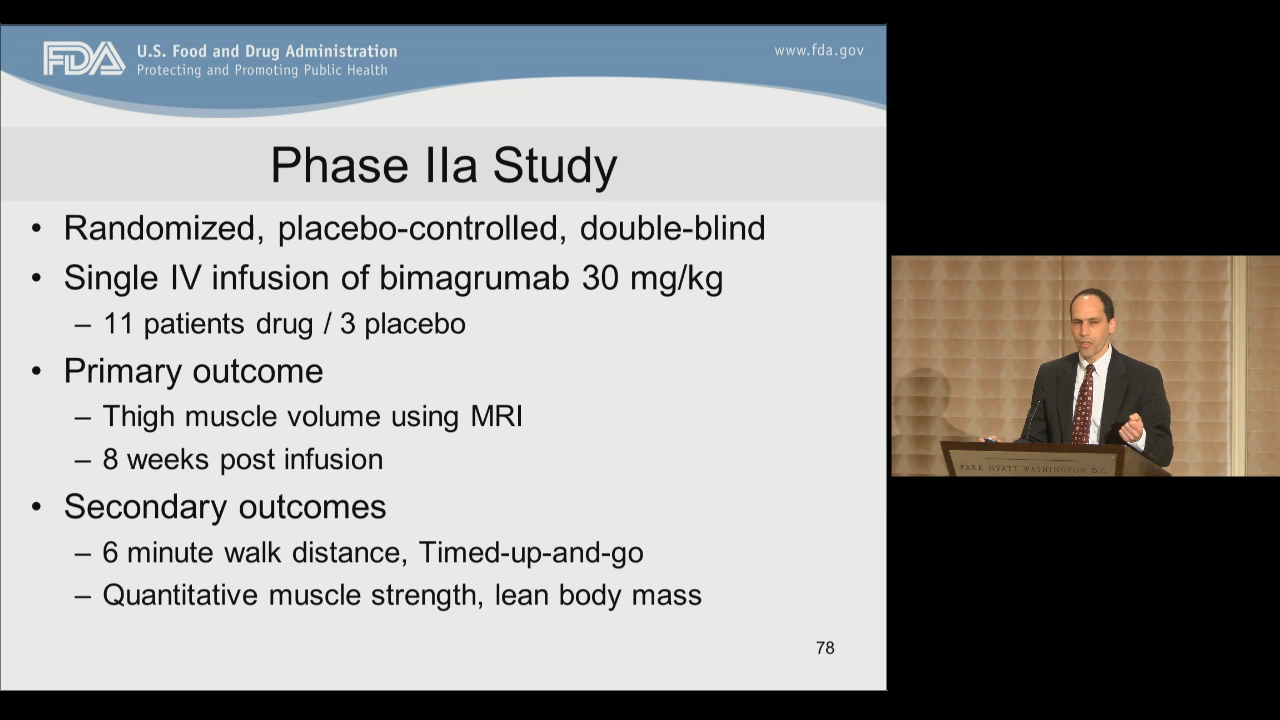 FDA
U.S. Food and Drug Administration
Protecting and Promoting Public Health
www.fda.gov
Phase IIa Study
• Randomized, placebo-controlled, double-blind
• Single IV infusion of bimagrumab 30 mg/kg
– 11 patients drug / 3 placebo
• Primary outcome
– Thigh muscle volume using MRI
– 8 weeks post infusion
• Secondary outcomes
– 6 minute walk distance, Timed-up-and-go
– Quantitative muscle strength, lean body mass
78
PARK HYATT WASHINGTON D.C.